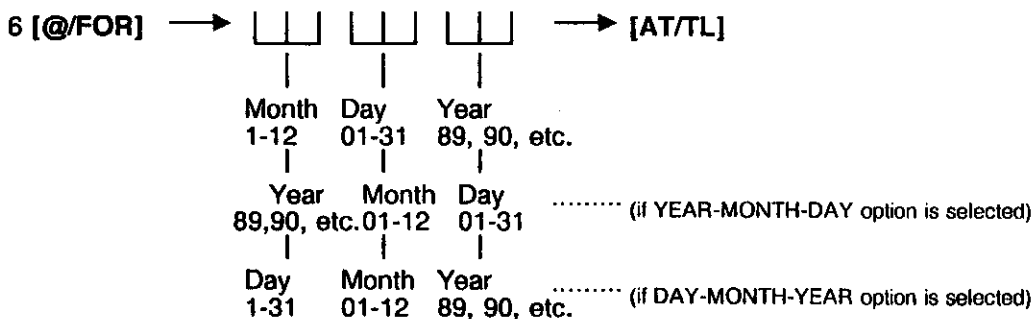 6 [@/FOR] [AT/TL]
Month Day Year
1-12 01-31 89, 90, etc.
Year Month Day
89,90, etc. 01-12 01-31 ......... (if YEAR-MONTH-DAY option is selected)
Day Month Year
1-31 01-12 89, 90, etc. ......... (if DAY-MONTH-YEAR option is selected)